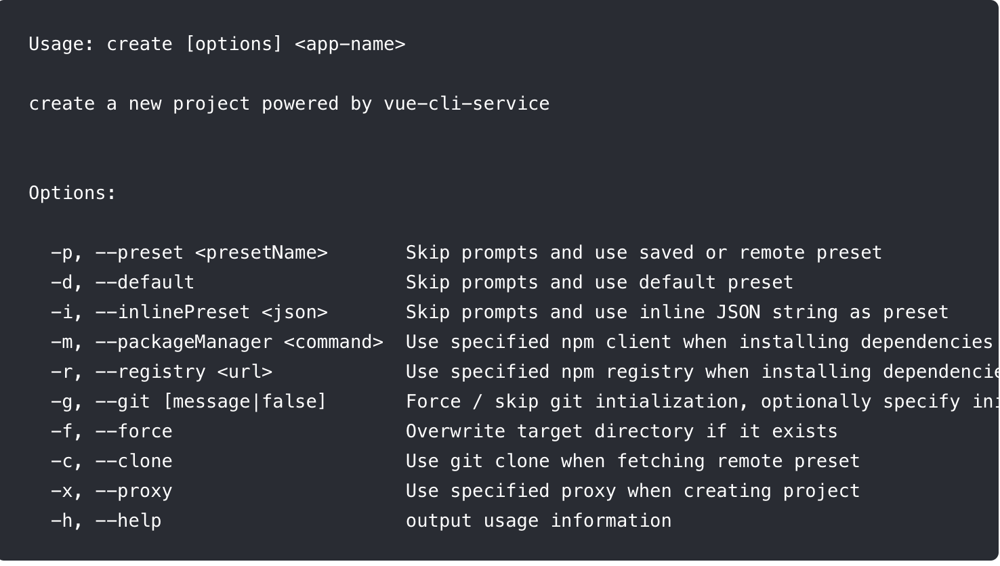 Usage: create [options] <app-name>
create a new project powered by vue-cli-service
Options:
-p, --preset <presetName>        Skip prompts and use saved or remote preset
-d, --default                    Skip prompts and use default preset
-i, --inlinePreset <json>        Skip prompts and use inline JSON string as preset
-m, --packageManager <command>   Use specified npm client when installing dependencies
-r, --registry <url>             Use specified npm registry when installing
-g, --git [message|false]        Force / skip git intialization, optionally specify
-f, --force                      Overwrite target directory if it exists
-c, --clone                      Use git clone when fetching remote preset
-x, --proxy                      Use specified proxy when creating project
-h, --help                       output usage information